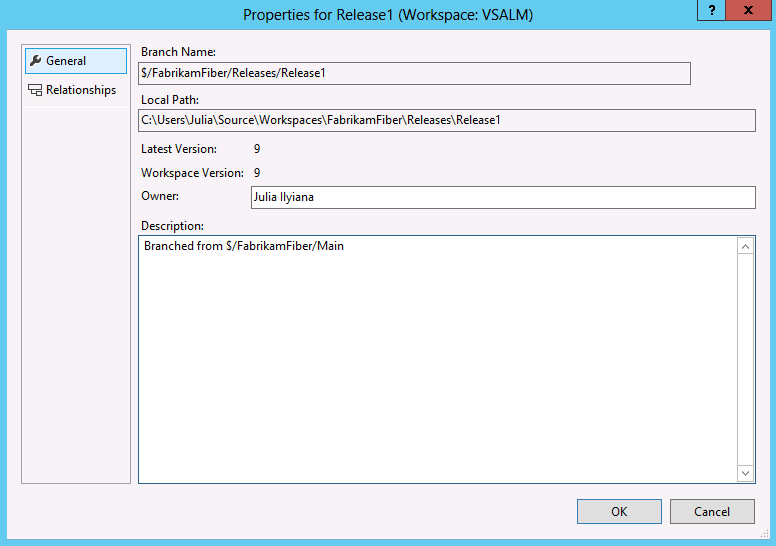 Properties for Release1 (Workspace: VSALM)
? x
General
Relationships
Branch Name:
$/FabrikamFiber/Releases/Release1
Local Path:
C:\Users\Julia\Source\Workspaces\FabrikamFiber\Releases\Release1
Latest Version: 9
Workspace Version: 9
Owner: Julia Ilyiana
Description:
Branched from $/FabrikamFiber/Main
OK Cancel